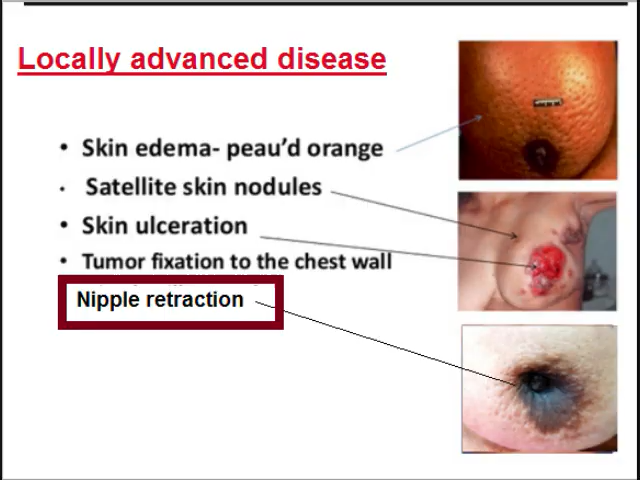 Locally advanced disease
• Skin edema- peau'd orange
• Satellite skin nodules
• Skin ulceration
• Tumor fixation to the chest wall
Nipple retraction